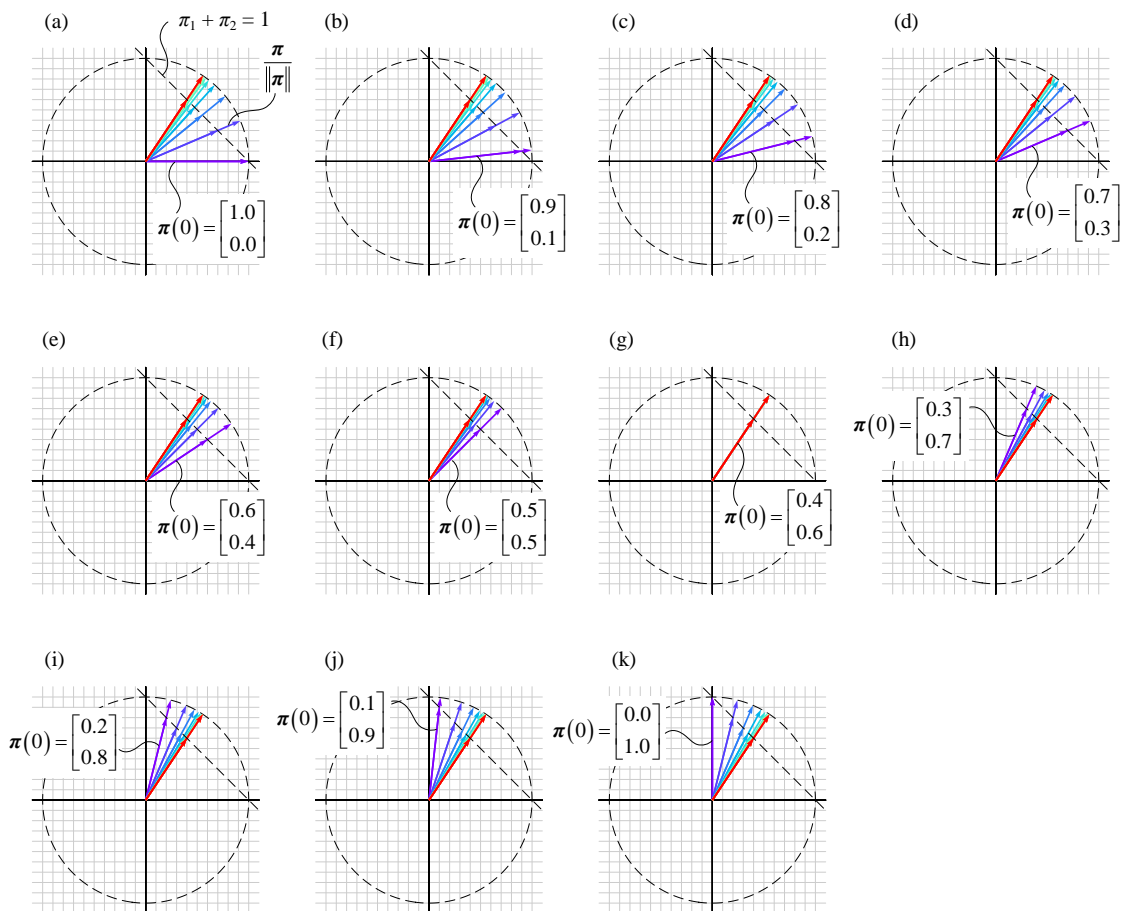 (a)
π₁ + π₂ = 1
π
‖π‖
π(0) = [1.0
0.0]
(b)
π(0) = [0.9
0.1]
(c)
π(0) = [0.8
0.2]
(d)
π(0) = [0.7
0.3]
(e)
π(0) = [0.6
0.4]
(f)
π(0) = [0.5
0.5]
(g)
π(0) = [0.4
0.6]
(h)
π(0) = [0.3
0.7]
(i)
π(0) = [0.2
0.8]
(j)
π(0) = [0.1
0.9]
(k)
π(0) = [0.0
1.0]